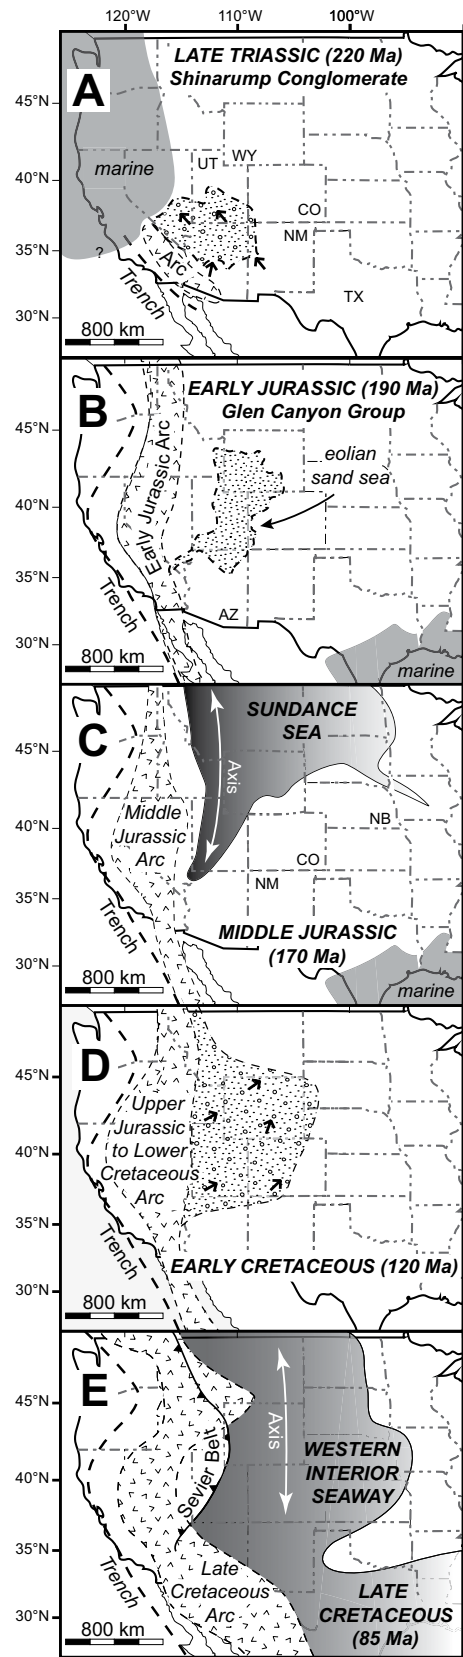 120°W 110°W 100°W
A
LATE TRIASSIC (220 Ma)
Shinarump Conglomerate
45°N
marine
UT
WY
40°N
CO
NM
35°N
?
Arc
Trench
TX
30°N
800 km
B
EARLY JURASSIC (190 Ma)
Glen Canyon Group
45°N
Early Jurassic Arc
eolian
sand sea
40°N
35°N
Trench
AZ
30°N
800 km
marine
C
SUNDANCE
SEA
45°N
Axis
Middle
Jurassic
Arc
NB
40°N
CO
NM
35°N
Trench
MIDDLE JURASSIC
(170 Ma)
30°N
800 km
marine
D
45°N
Upper
Jurassic
to Lower
Cretaceous
Arc
40°N
35°N
Trench
EARLY CRETACEOUS (120 Ma)
30°N
800 km
E
45°N
Axis
Sevier Belt
WESTERN
INTERIOR
SEAWAY
40°N
35°N
Trench
Late
Cretaceous
Arc
LATE
CRETACEOUS
(85 Ma)
30°N
800 km